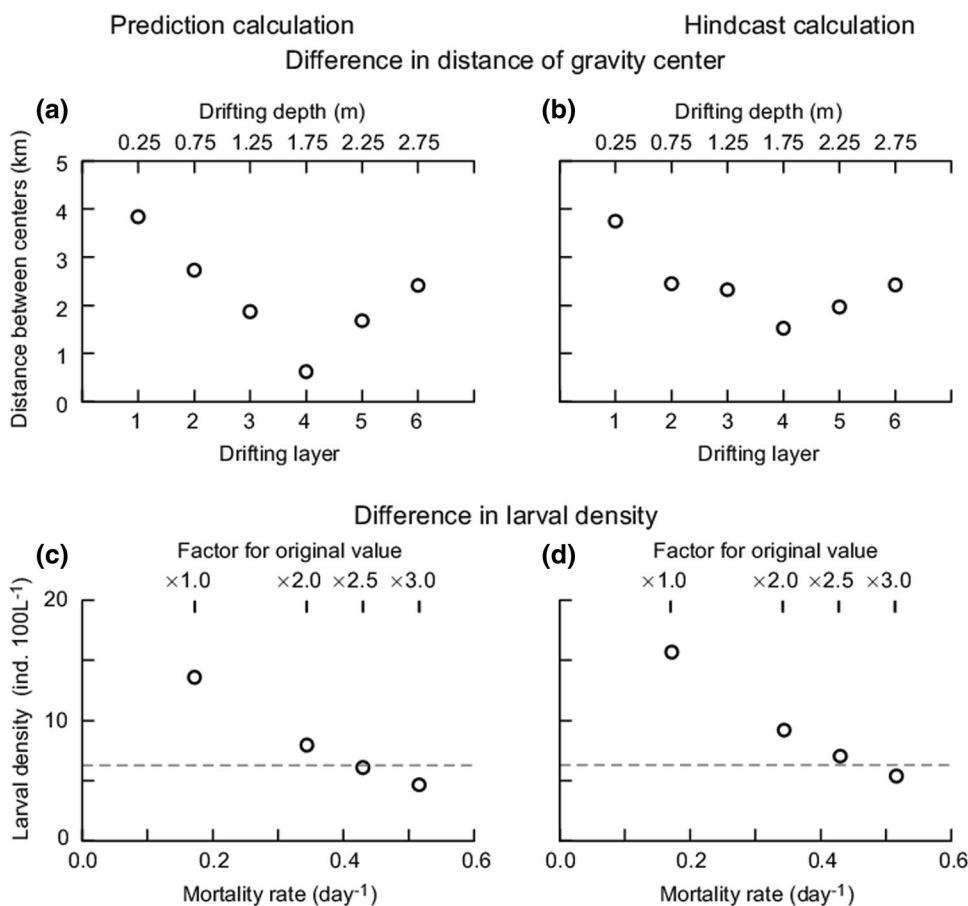 Prediction calculation Hindcast calculation
Difference in distance of gravity center
(a) (b)
Drifting depth (m) Drifting depth (m)
0.25 0.75 1.25 1.75 2.25 2.75 0.25 0.75 1.25 1.75 2.25 2.75
Distance between centers (km)
5
4
3
2
1
0
1 2 3 4 5 6 1 2 3 4 5 6
Drifting layer Drifting layer
Difference in larval density
(c) (d)
Factor for original value Factor for original value
×1.0 ×2.0 ×2.5 ×3.0 ×1.0 ×2.0 ×2.5 ×3.0
Larval density (ind. 100L⁻¹)
20
10
0
0.0 0.2 0.4 0.6 0.0 0.2 0.4 0.6
Mortality rate (day⁻¹) Mortality rate (day⁻¹)